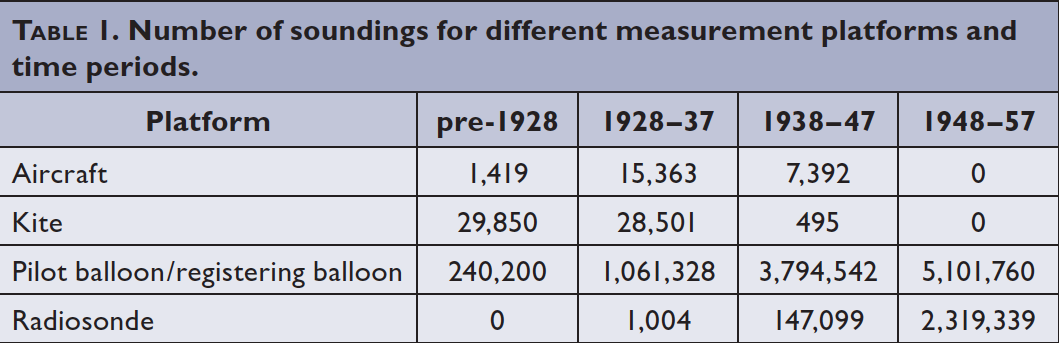 TABLE 1. Number of soundings for different measurement platforms and
time periods.
Platform pre-1928 1928–37 1938–47 1948–57
Aircraft 1,419 15,363 7,392 0
Kite 29,850 28,501 495 0
Pilot balloon/registering balloon 240,200 1,061,328 3,794,542 5,101,760
Radiosonde 0 1,004 147,099 2,319,339